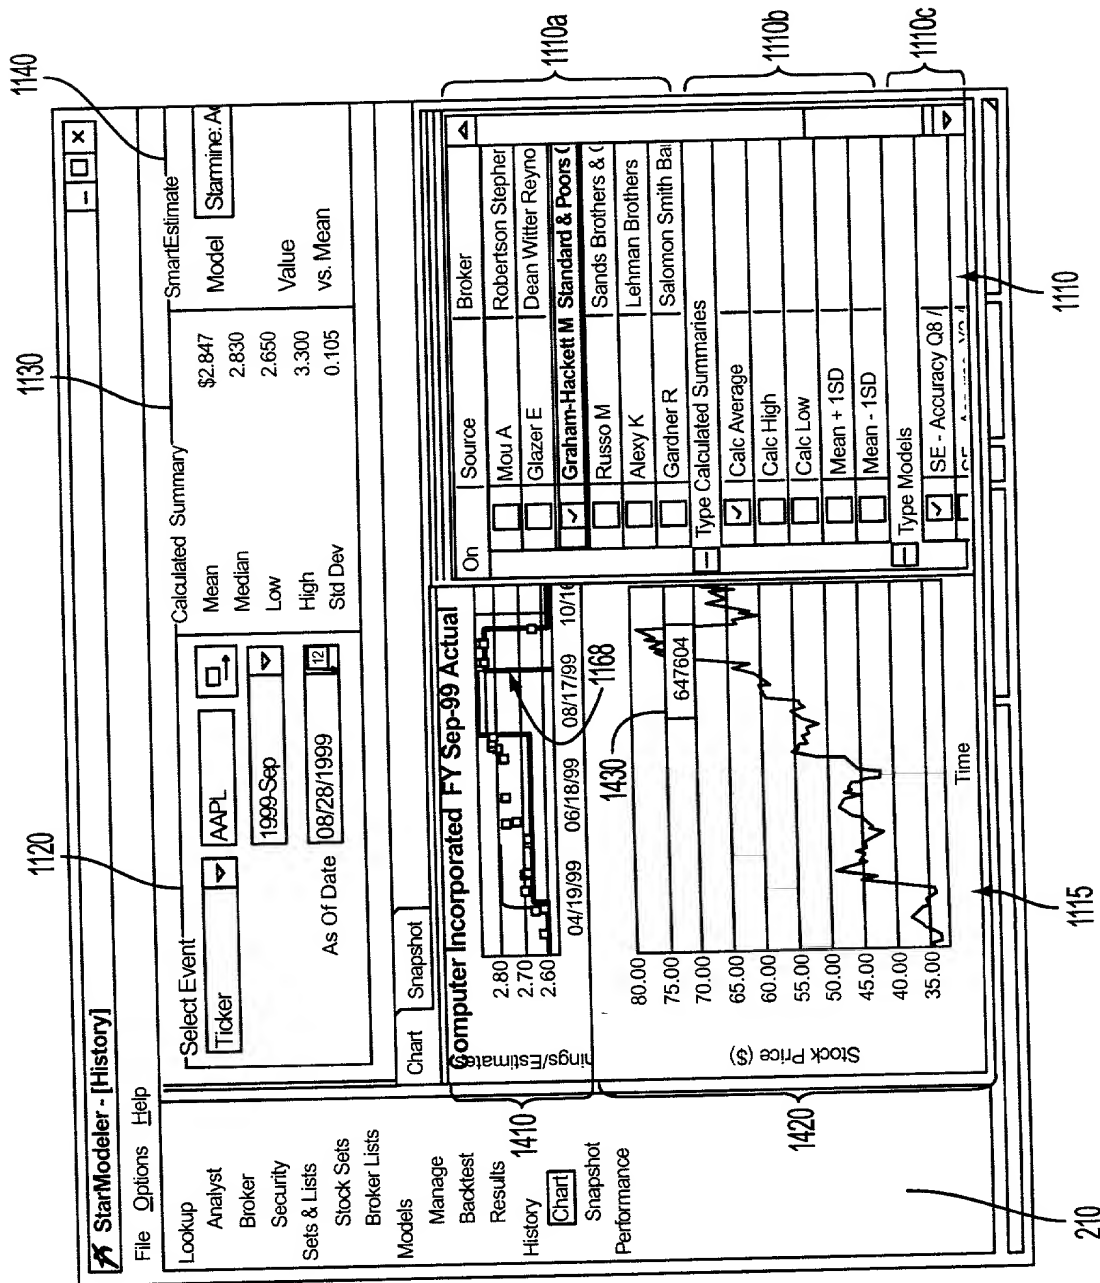 StarModeler - [History]
File Options Help
Lookup
Analyst
Broker
Security
Sets & Lists
Stock Sets
Broker Lists
Models
Manage
Backtest
Results
History
Chart
Snapshot
Performance
210
1120
Select Event
Ticker
AAPL
1999-Sep
As Of Date 08/28/1999
12
1130
Calculated Summary
Mean $2.847
Median 2.830
Low 2.650
High 3.300
Std Dev 0.105
1140
SmartEstimate
Model Starmine: A
Value
vs. Mean
Chart Snapshot
Computer Incorporated FY Sep-99 Actual
nings/Estimate
2.80
2.70
2.60
04/19/99 06/18/99 08/17/99 10/16
1168
1410
1430
647604
Stock Price ($)
80.00
75.00
70.00
65.00
60.00
55.00
50.00
45.00
40.00
35.00
Time
1420
1115
On Source Broker
Mou A Robertson Stepher
Glazer E Dean Witter Reyno
Graham-Hackett M Standard & Poors
Russo M Sands Brothers &
Alexy K Lehman Brothers
Gardner R Salomon Smith Ba
Type Calculated Summaries
Calc Average
Calc High
Calc Low
Mean + 1SD
Mean - 1SD
Type Models
SE - Accuracy Q8 /
1110a
1110b
1110c
1110